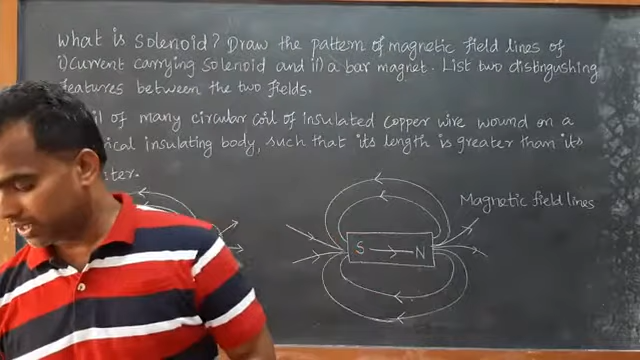 What is Solenoid? Draw the pattern of magnetic field lines of
i) Current carrying Solenoid and ii) a bar magnet. List two distingushing
features between the two fields.
of many circular coil of insulated copper wire wound on a
insulating body, such that its length is greater than its
Magnetic field lines
S N